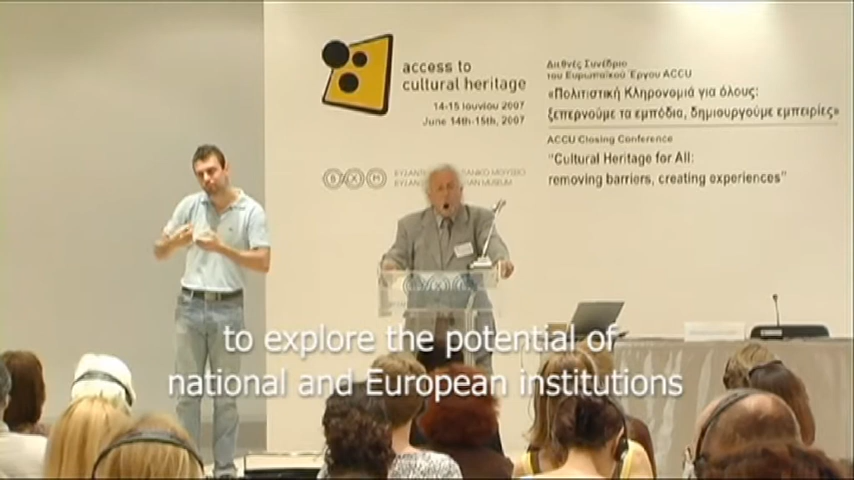 access to
cultural heritage
14-15 Ιουνίου 2007
June 14th-15th, 2007
Διεθνές Συνέδριο
του Ευρωπαϊκού Έργου ACCU
«Πολιτιστική Κληρονομιά για όλους:
ξεπερνούμε τα εμπόδια, δημιουργούμε εμπειρίες»
ACCU Closing Conference
"Cultural Heritage for All:
removing barriers, creating experiences"
ΜΟΥΣΕΙΟ
MUSEUM
to explore the potential of
national and European institutions